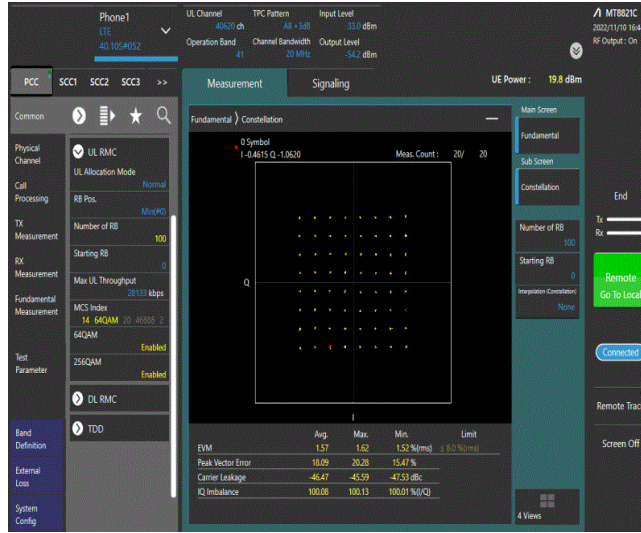 Phone1
LTE
40.10S#052
UL Channel
40620 ch
TPC Pattern
All +3dB
Input Level
33.0 dBm
Operation Band
41
Channel Bandwidth
20 MHz
Output Level
-54.2 dBm
MT8821C
2022/11/10 16:4
RF Output : On
PCC SCC1 SCC2 SCC3 >>
Measurement
Signaling
UE Power : 19.8 dBm
Common
Physical
Channel
Call
Processing
TX
Measurement
RX
Measurement
Fundamental
Measurement
Test
Parameter
Band
Definition
External
Loss
System
Config
UL RMC
UL Allocation Mode
Normal
RB Pos.
Min(#0)
Number of RB
100
Starting RB
0
Max UL Throughput
28133 kbps
MCS Index
14 64QAM 20 46888 2
64QAM
Enabled
256QAM
Enabled
DL RMC
TDD
Fundamental 〉 Constellation
0 Symbol
I -0.4615 Q -1.0620
Meas. Count : 20/ 20
Q
I
Avg. Max. Min. Limit
EVM 1.57 1.62 1.52 %(rms) ≤ 8.0 %(rms)
Peak Vector Error 18.09 20.28 15.47 %
Carrier Leakage -46.47 -45.59 -47.53 dBc
IQ Imbalance 100.08 100.13 100.01 %(I/Q)
Main Screen
Fundamental
Sub Screen
Constellation
Number of RB
100
Starting RB
0
Interpolation (Constellation)
None
4 Views
End
Tx
Rx
Remote
Go To Local
Connected
Remote Trac
Screen Off